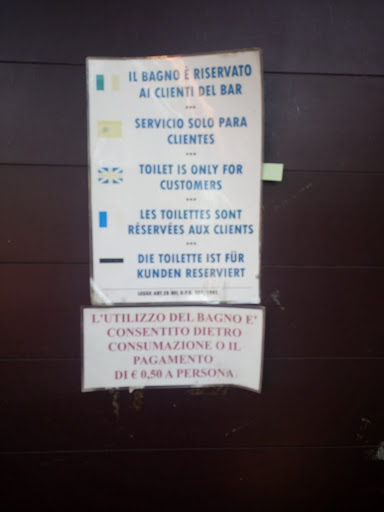 IL BAGNO È RISERVATO
AI CLIENTI DEL BAR
***
SERVICIO SOLO PARA
CLIENTES
***
TOILET IS ONLY FOR
CUSTOMERS
***
LES TOILETTES SONT
RÉSERVÉES AUX CLIENTS
***
DIE TOILETTE IST FÜR
KUNDEN RESERVIERT
L'UTILIZZO DEL BAGNO E'
CONSENTITO DIETRO
CONSUMAZIONE O IL
PAGAMENTO
DI € 0,50 A PERSONA.